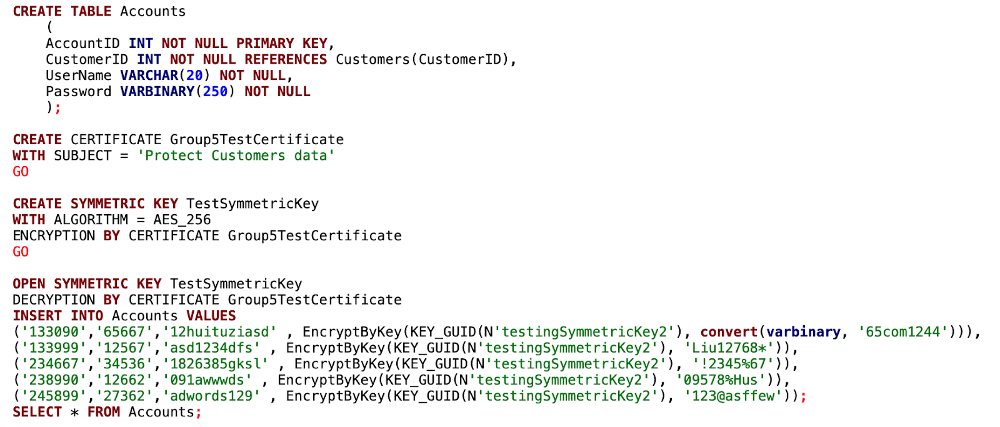 CREATE TABLE Accounts
(
AccountID INT NOT NULL PRIMARY KEY,
CustomerID INT NOT NULL REFERENCES Customers(CustomerID),
UserName VARCHAR(20) NOT NULL,
Password VARBINARY(250) NOT NULL
);
CREATE CERTIFICATE Group5TestCertificate
WITH SUBJECT = 'Protect Customers data'
GO
CREATE SYMMETRIC KEY TestSymmetricKey
WITH ALGORITHM = AES_256
ENCRYPTION BY CERTIFICATE Group5TestCertificate
GO
OPEN SYMMETRIC KEY TestSymmetricKey
DECRYPTION BY CERTIFICATE Group5TestCertificate
INSERT INTO Accounts VALUES
('133090','65667','12huituziasd' , EncryptByKey(KEY_GUID(N'testingSymmetricKey2'), convert(varbinary, '65com1244'))),
('133999','12567','asd1234dfs' , EncryptByKey(KEY_GUID(N'testingSymmetricKey2'), 'Liu12768*')),
('234667','34536','1826385gksl' , EncryptByKey(KEY_GUID(N'testingSymmetricKey2'), '!2345%67')),
('238990','12662','091awwwds' , EncryptByKey(KEY_GUID(N'testingSymmetricKey2'), '09578%Hus')),
('245899','27362','adwords129' , EncryptByKey(KEY_GUID(N'testingSymmetricKey2'), '123@asffew'));
SELECT * FROM Accounts;